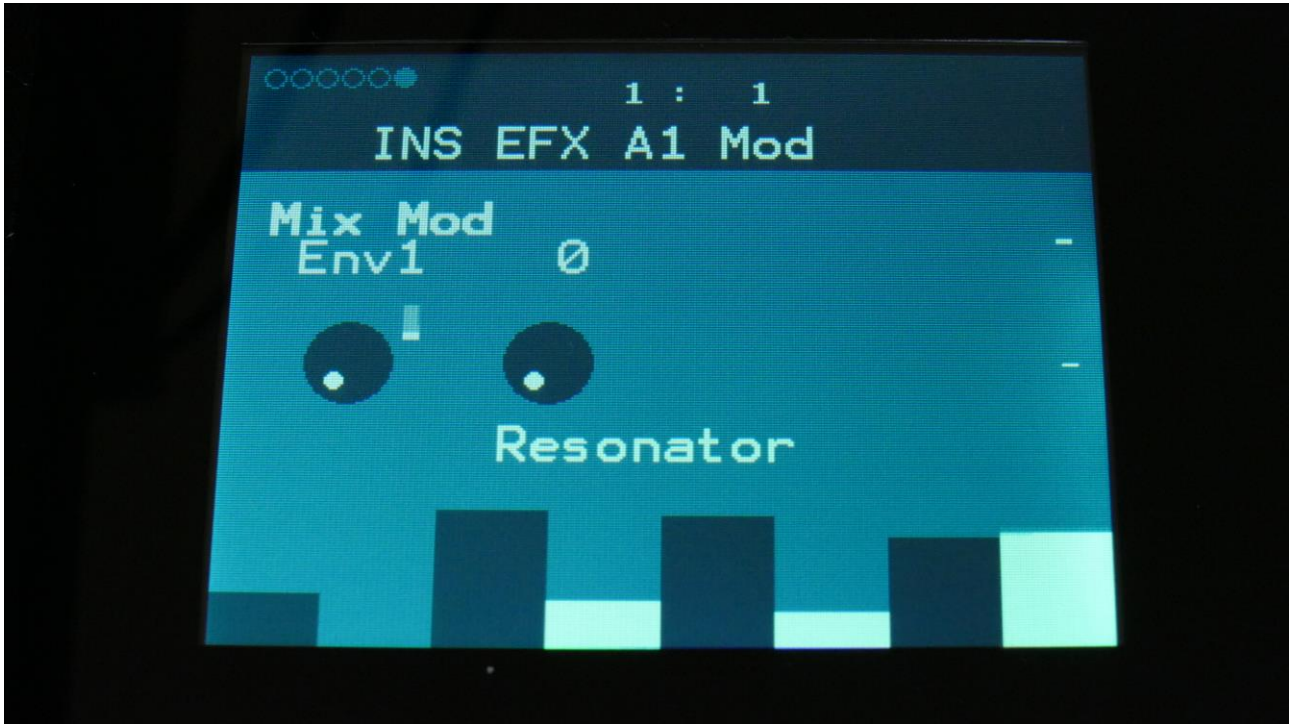 1 : 1
INS EFX A1 Mod
Mix Mod
Env1 0
Resonator